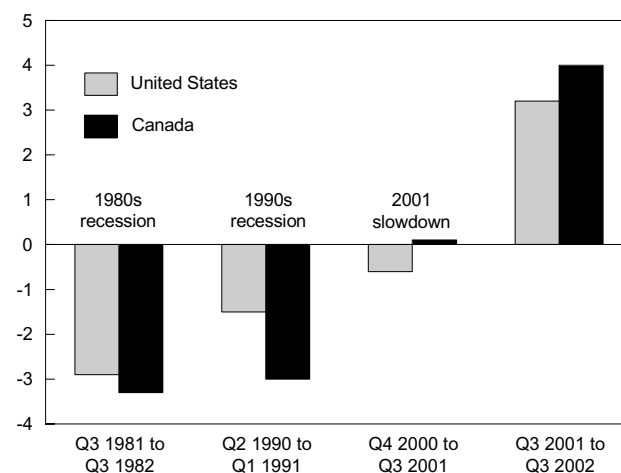 5
4
3
2
1
0
-1
-2
-3
-4
United States
Canada
1980s
recession
1990s
recession
2001
slowdown
Q3 1981 to
Q3 1982
Q2 1990 to
Q1 1991
Q4 2000 to
Q3 2001
Q3 2001 to
Q3 2002